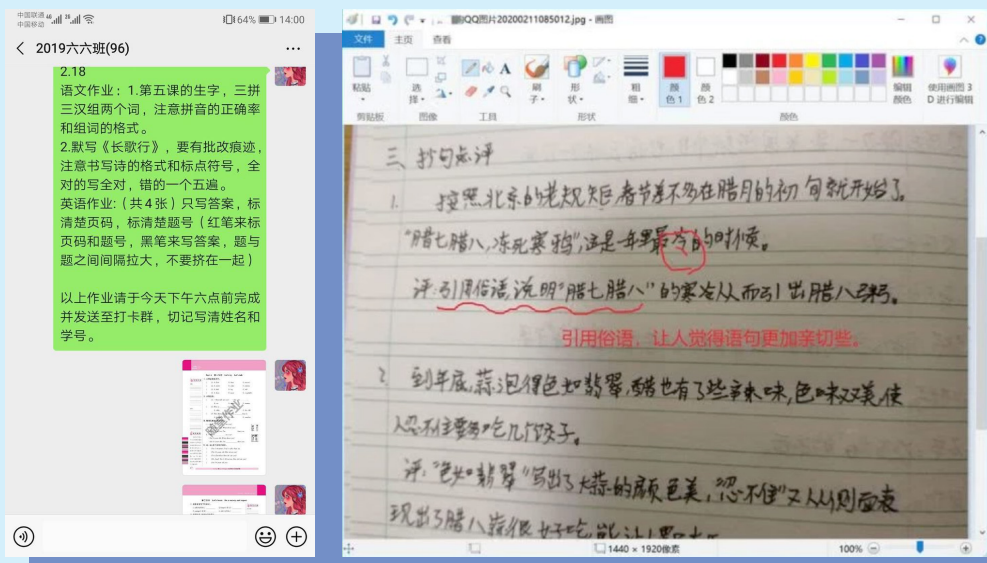 中国联通
中国移动
64%
14:00
2019六六班(96)
2.18
语文作业：1.第五课的生字，三拼
三汉组两个词，注意拼音的正确率
和组词的格式。
2.默写《长歌行》，要有批改痕迹，
注意书写诗的格式和标点符号，全
对的写全对，错的一个五遍。
英语作业:（共4张）只写答案，标
清楚页码，标清楚题号（红笔来标
页码和题号，黑笔来写答案，题与
题之间间隔拉大，不要挤在一起）
以上作业请于今天下午六点前完成
并发送至打卡群，切记写清姓名和
学号。
QQ图片20200211085012.jpg - 画图
文件
主页
查看
粘贴
选
择
刷
子
形
状
粗
细
颜
色 1
颜
色 2
编辑
颜色
使用画图 3
D 进行编辑
剪贴板
图像
工具
形状
颜色
三、抄句点评
1. 按照北京的老规矩,春节差不多在腊月的初旬就开始了。
“腊七腊八,冻死寒鸦”,这是一年里最冷的时候。
评:引用俗语,说明“腊七腊八”的寒冷从而引出腊八粥。
引用俗语，让人觉得语句更加亲切些。
2. 到年底,蒜泡得色如翡翠,醋也有了些辣味,色味双美,使
人忍不住要多吃几个饺子。
评:“色如翡翠”写出了大蒜的颜色美,“忍不住”又从侧面表
现出了腊八蒜很好吃,
1440 × 1920像素
100%